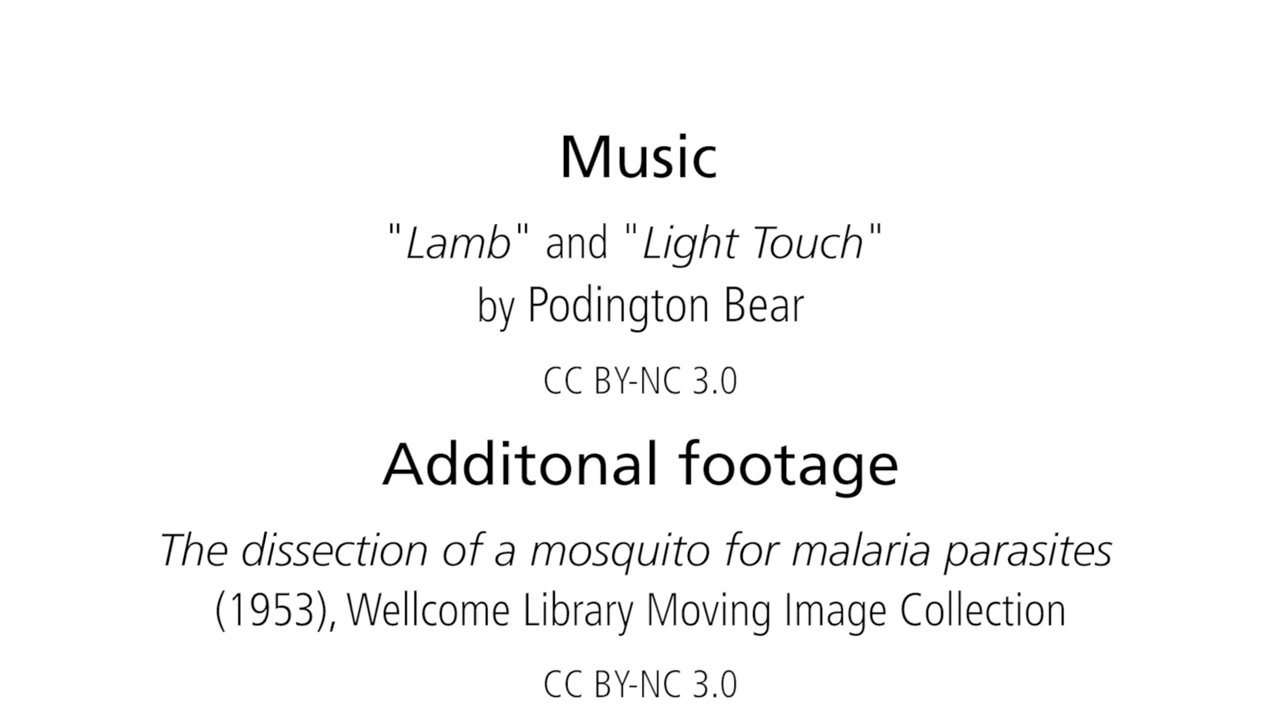 Music
"Lamb" and "Light Touch"
by Podington Bear
CC BY-NC 3.0
Additonal footage
The dissection of a mosquito for malaria parasites
(1953), Wellcome Library Moving Image Collection
CC BY-NC 3.0